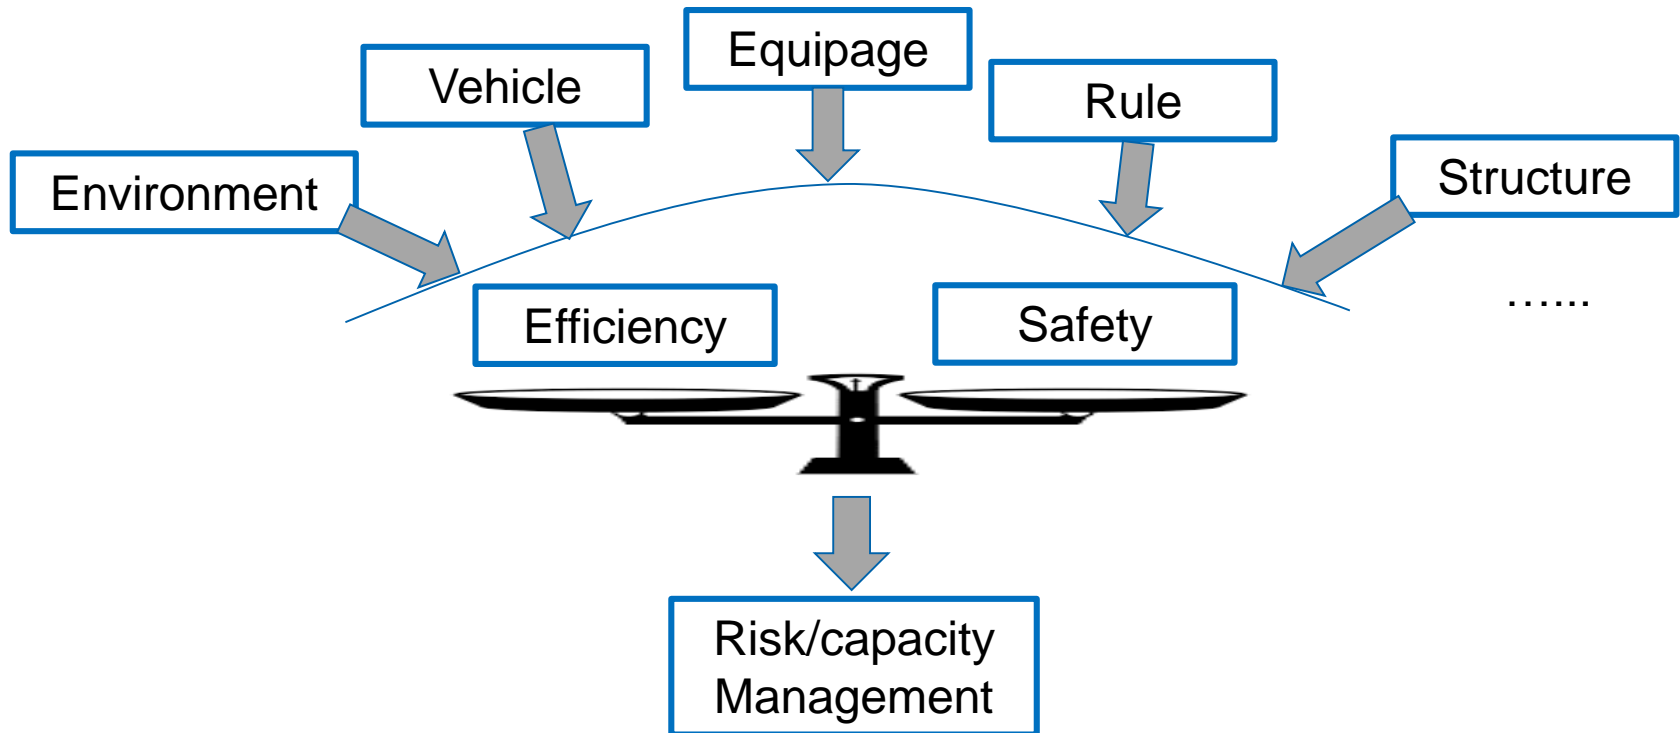 Equipage
Vehicle
Rule
Environment
Structure
…...
Efficiency
Safety
Risk/capacity
Management